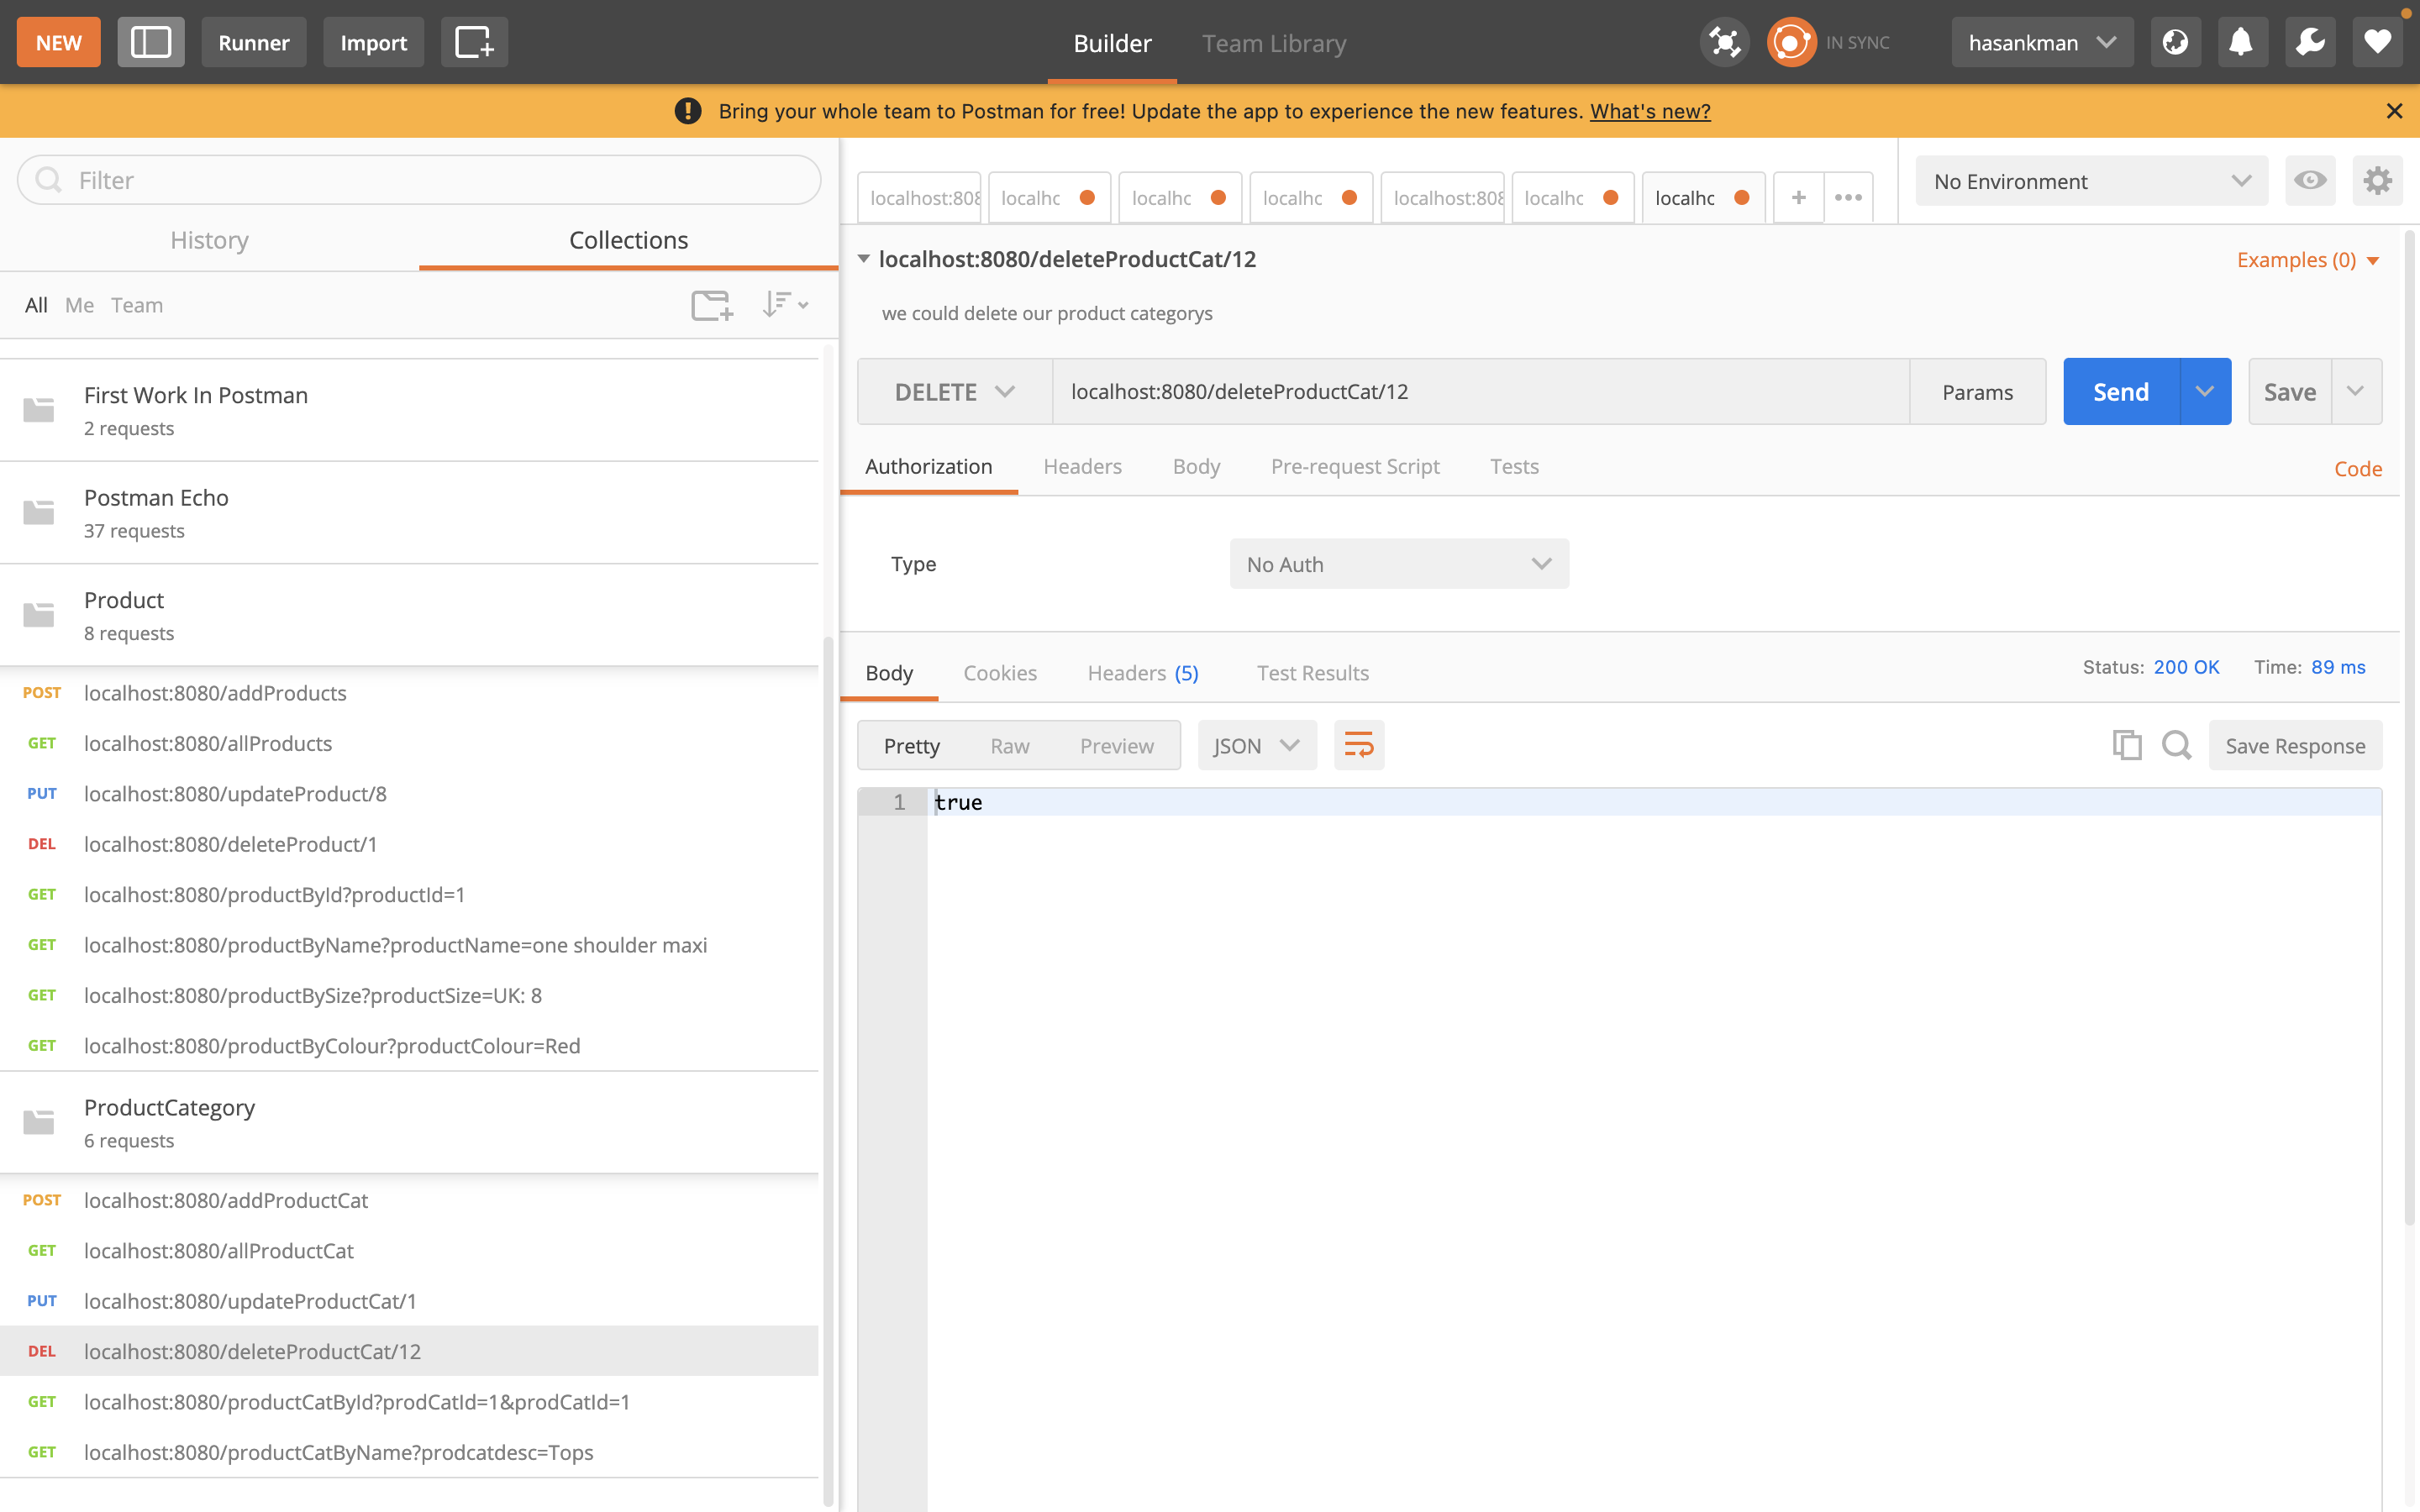 NEW
Runner
Import
Builder
Team Library
IN SYNC
hasankman
Bring your whole team to Postman for free! Update the app to experience the new features. What's new?
Filter
History
Collections
All Me Team
First Work In Postman
2 requests
Postman Echo
37 requests
Product
8 requests
POST localhost:8080/addProducts
GET localhost:8080/allProducts
PUT localhost:8080/updateProduct/8
DEL localhost:8080/deleteProduct/1
GET localhost:8080/productById?productId=1
GET localhost:8080/productByName?productName=one shoulder maxi
GET localhost:8080/productBySize?productSize=UK: 8
GET localhost:8080/productByColour?productColour=Red
ProductCategory
6 requests
POST localhost:8080/addProductCat
GET localhost:8080/allProductCat
PUT localhost:8080/updateProductCat/1
DEL localhost:8080/deleteProductCat/12
GET localhost:8080/productCatById?prodCatId=1&prodCatId=1
GET localhost:8080/productCatByName?prodcatdesc=Tops
localhost:808 localhc localhc localhc localhost:808 localhc localhc
No Environment
localhost:8080/deleteProductCat/12
Examples (0)
we could delete our product categorys
DELETE localhost:8080/deleteProductCat/12 Params Send Save
Authorization Headers Body Pre-request Script Tests Code
Type No Auth
Body Cookies Headers (5) Test Results Status: 200 OK Time: 89 ms
Pretty Raw Preview JSON Save Response
1 true